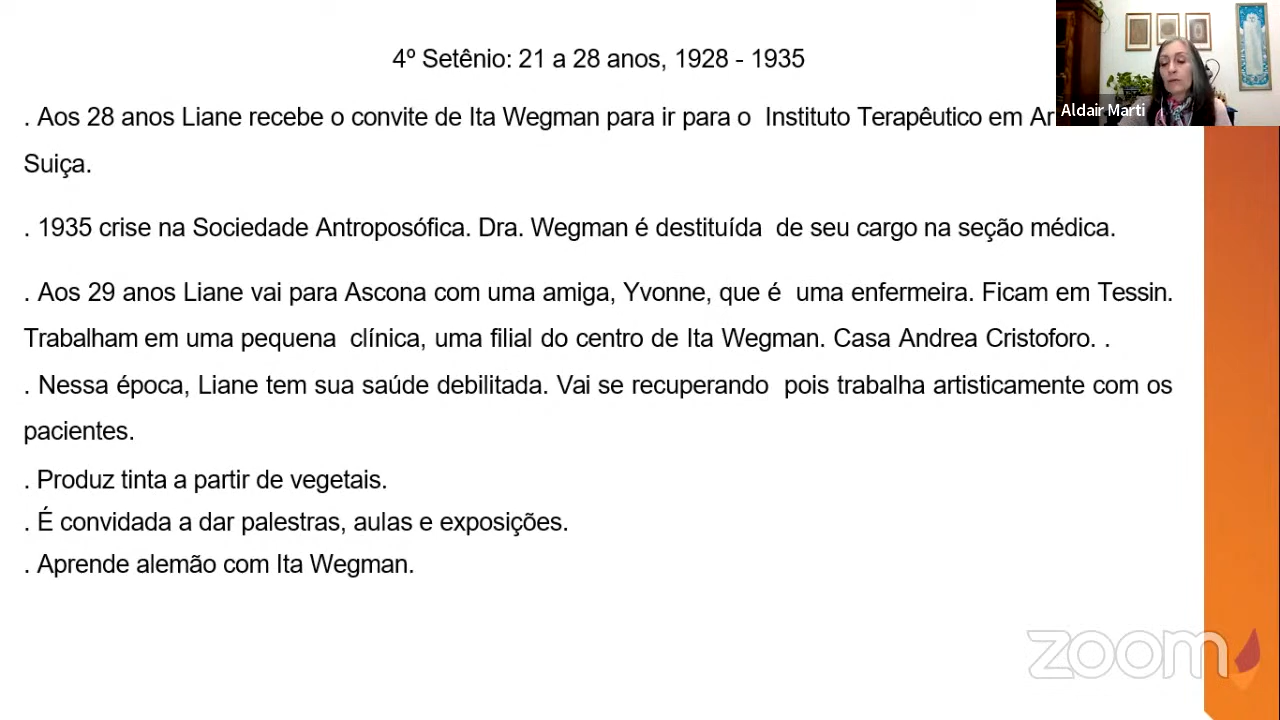 4º Setênio: 21 a 28 anos, 1928 - 1935
. Aos 28 anos Liane recebe o convite de Ita Wegman para ir para o Instituto Terapêutico em
Suiça.
. 1935 crise na Sociedade Antroposófica. Dra. Wegman é destituída de seu cargo na seção médica.
. Aos 29 anos Liane vai para Ascona com uma amiga, Yvonne, que é uma enfermeira. Ficam em Tessin.
Trabalham em uma pequena clínica, uma filial do centro de Ita Wegman. Casa Andrea Cristoforo. .
. Nessa época, Liane tem sua saúde debilitada. Vai se recuperando pois trabalha artisticamente com os
pacientes.
. Produz tinta a partir de vegetais.
. É convidada a dar palestras, aulas e exposições.
. Aprende alemão com Ita Wegman.
Aldair Marti
zoom